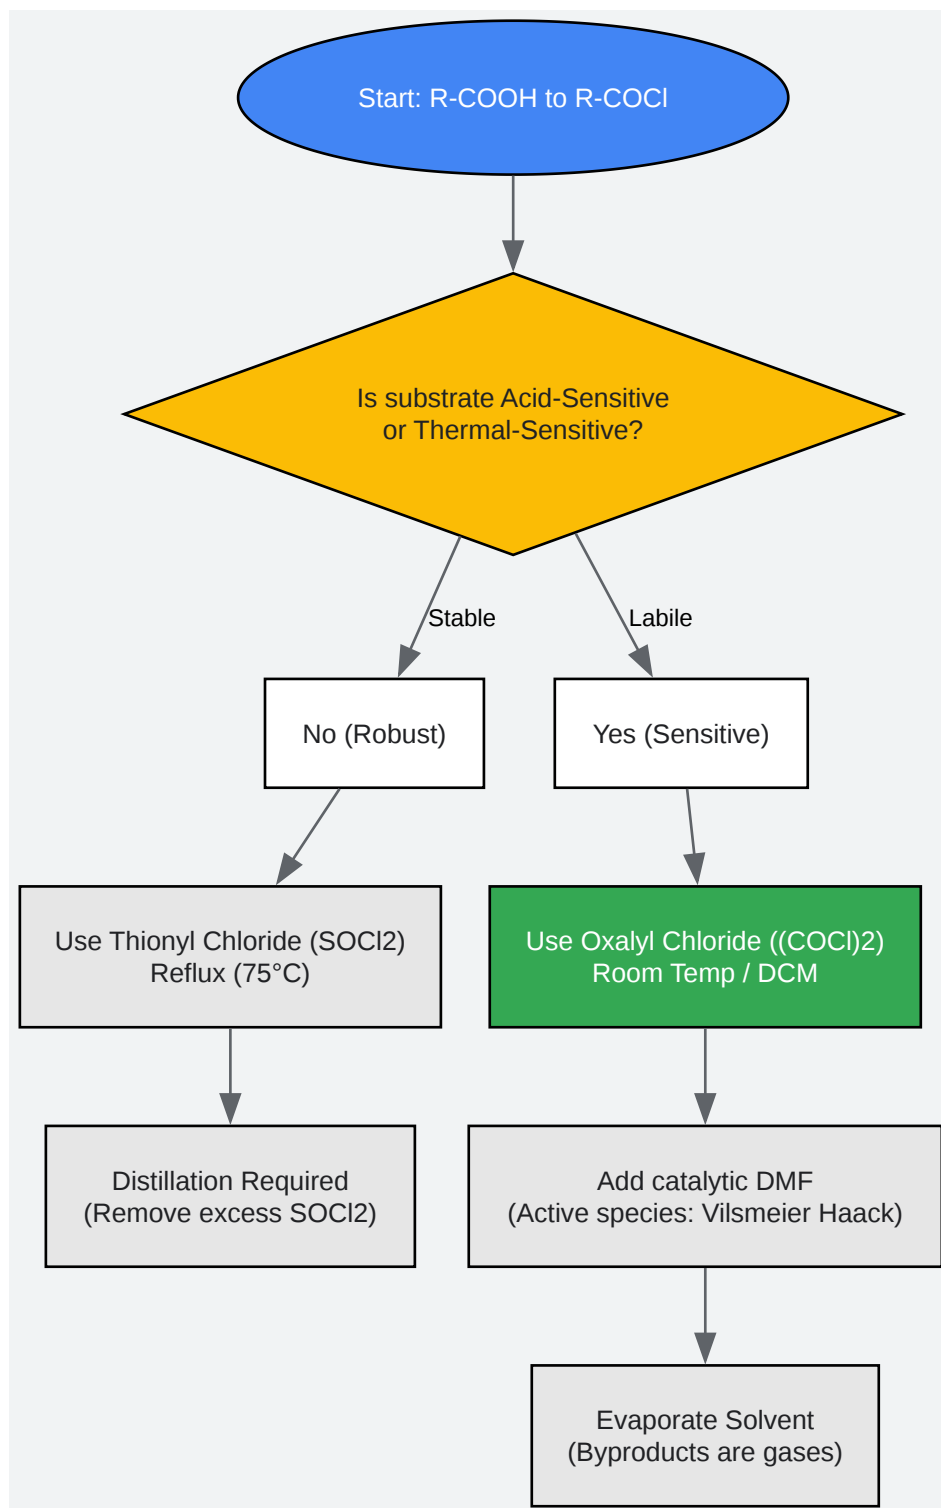 Start: R-COOH to R-COCl
Is substrate Acid-Sensitive
or Thermal-Sensitive?
Stable
Labile
No (Robust)
Yes (Sensitive)
Use Thionyl Chloride (SOCl2)
Reflux (75°C)
Use Oxalyl Chloride ((COCl)2)
Room Temp / DCM
Distillation Required
(Remove excess SOCl2)
Add catalytic DMF
(Active species: Vilsmeier Haack)
Evaporate Solvent
(Byproducts are gases)